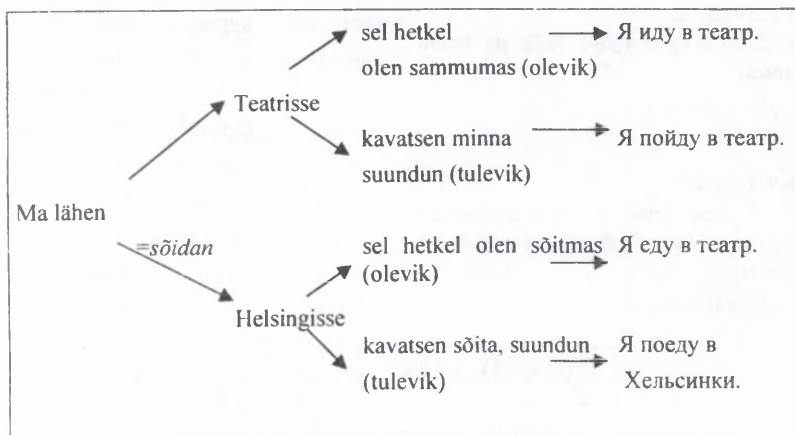 sel hetkel Я иду в театр.
olen sammumas (olevik)
Teatrisse
kavatsen minna Я пойду в театр.
suundun (tulevik)
Ma lähen
=sõidan
sel hetkel olen sõitmas Я еду в театр.
(olevik)
Helsingisse
kavatsen sõita, suundun Я поеду в
(tulevik) Хельсинки.